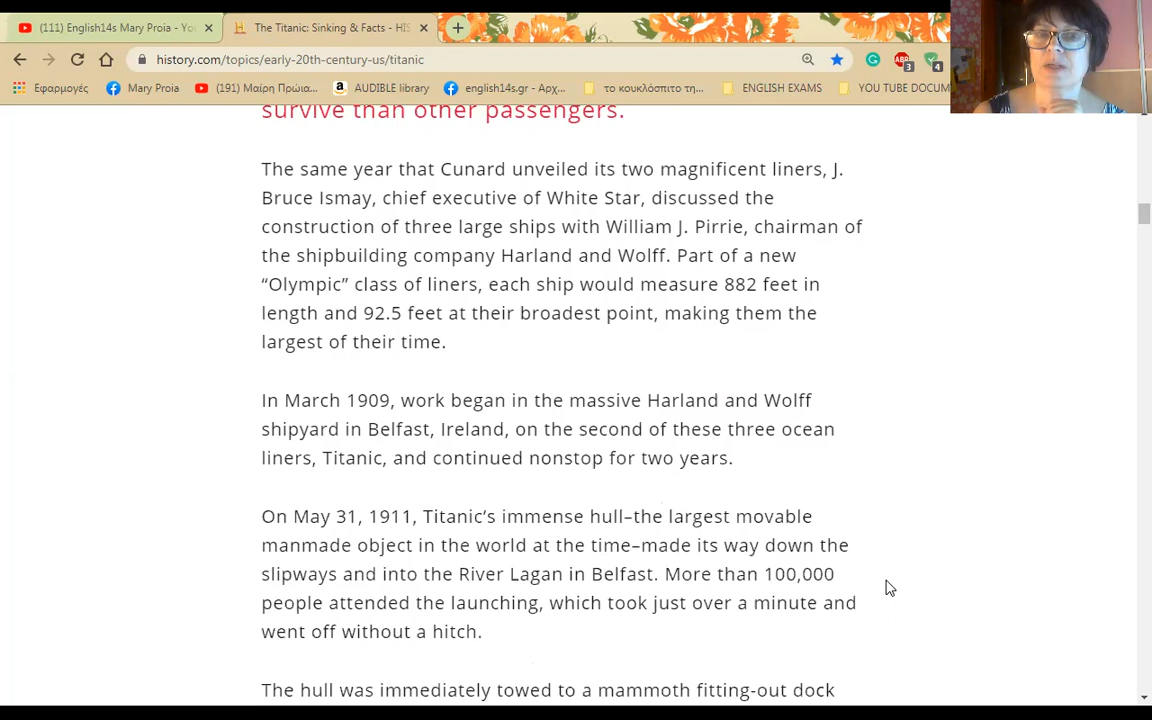 (111) English14s Mary Proia - Yo
The Titanic: Sinking & Facts - HIS
history.com/topics/early-20th-century-us/titanic
3
4
Εφαρμογές
Mary Proia
(191) Μαίρη Πρώια...
AUDIBLE library
english14s.gr - Αρχ...
το κουκλόσπιτο τη...
ENGLISH EXAMS
YOU TUBE DOCUM
survive than other passengers.
The same year that Cunard unveiled its two magnificent liners, J.
Bruce Ismay, chief executive of White Star, discussed the
construction of three large ships with William J. Pirrie, chairman of
the shipbuilding company Harland and Wolff. Part of a new
“Olympic” class of liners, each ship would measure 882 feet in
length and 92.5 feet at their broadest point, making them the
largest of their time.
In March 1909, work began in the massive Harland and Wolff
shipyard in Belfast, Ireland, on the second of these three ocean
liners, Titanic, and continued nonstop for two years.
On May 31, 1911, Titanic’s immense hull–the largest movable
manmade object in the world at the time–made its way down the
slipways and into the River Lagan in Belfast. More than 100,000
people attended the launching, which took just over a minute and
went off without a hitch.
The hull was immediately towed to a mammoth fitting-out dock